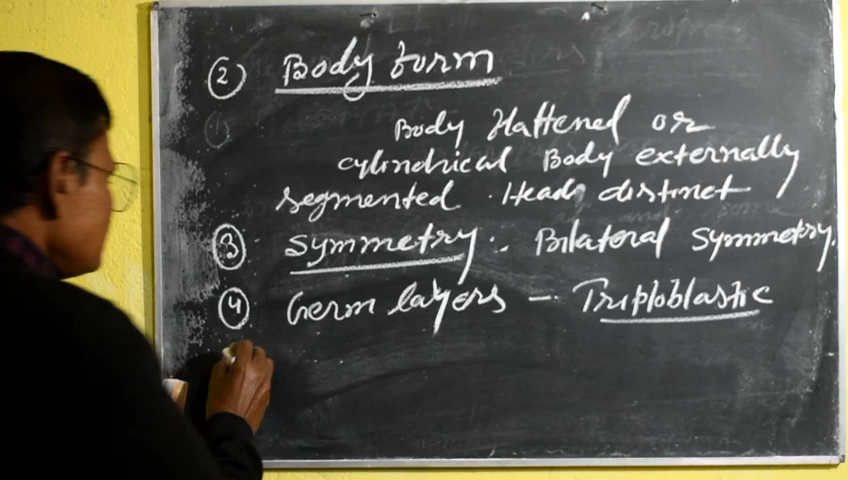 ② Body form
Body flattened or
cylindrical Body externally
segmented. Head distinct
③ Symmetry :- Bilateral Symmetry.
④ Germ layers - Triploblastic